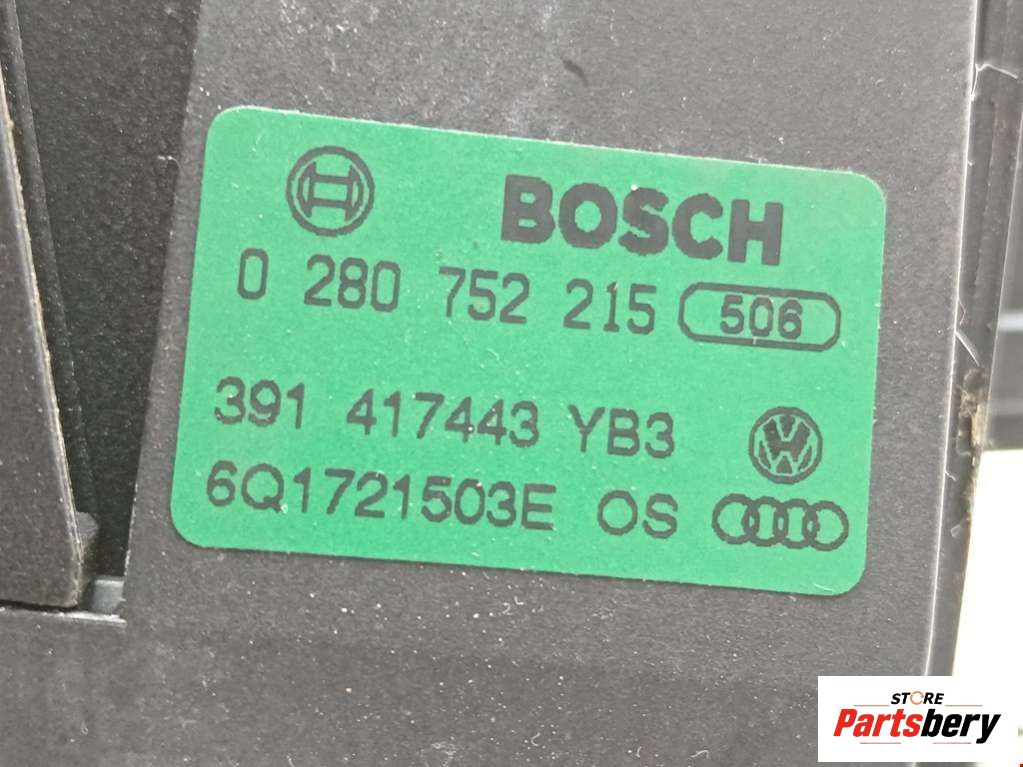 BOSCH
0 280 752 215 506
391 417443 YB3
6Q1721503E OS
STORE
Partsbery